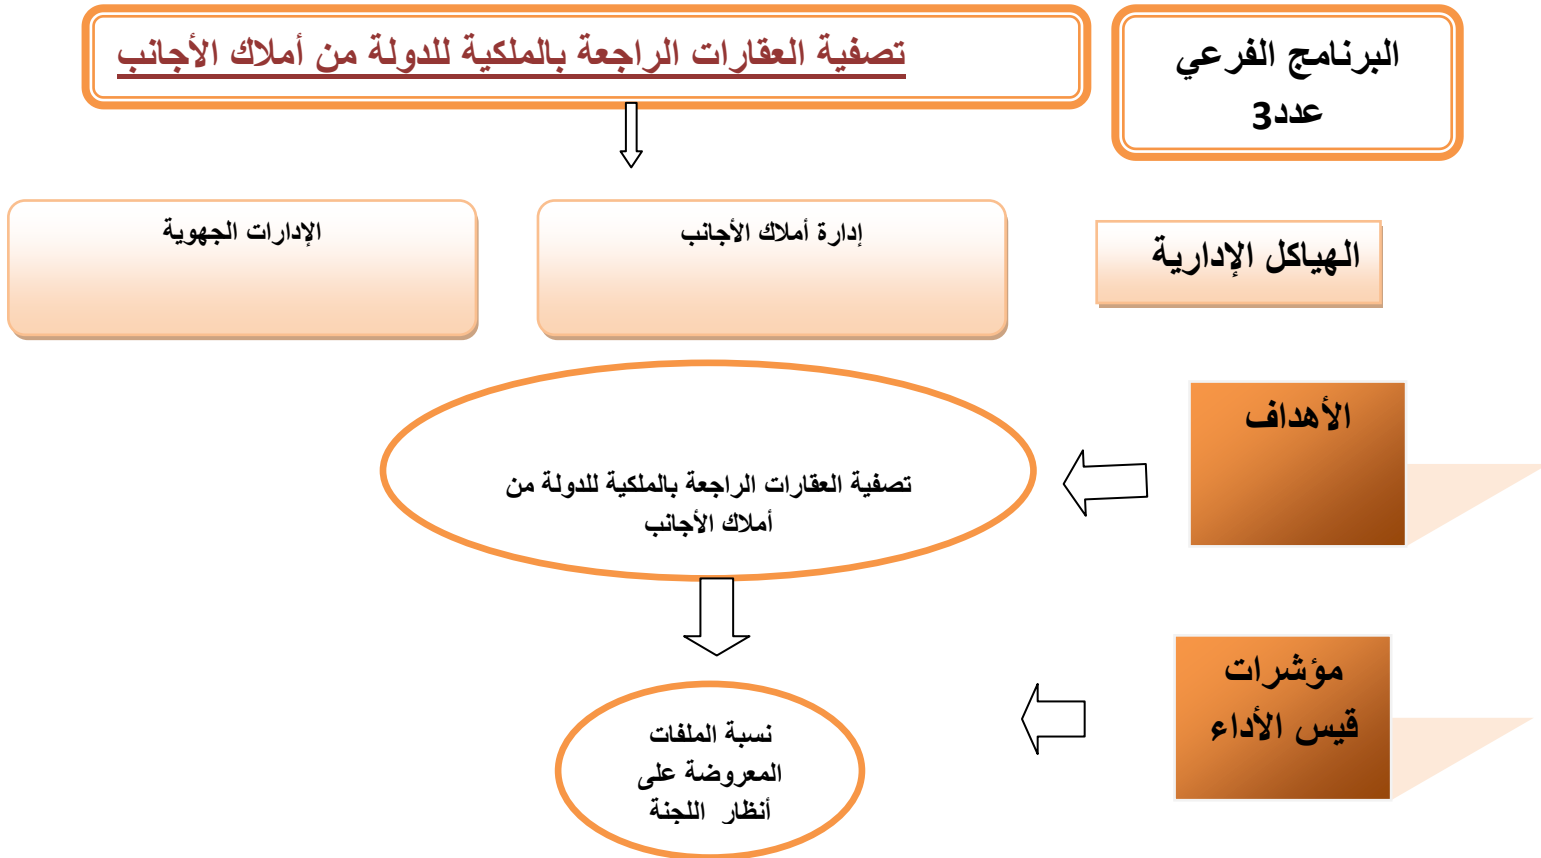 البرنامج الفرعي
عدد3
تصفية العقارات الراجعة بالملكية للدولة من أملاك الأجانب
الهياكل الإدارية
إدارة أملاك الأجانب
الإدارات الجهوية
الأهداف
تصفية العقارات الراجعة بالملكية للدولة من
أملاك الأجانب
مؤشرات
قيس الأداء
نسبة الملفات
المعروضة على
أنظار اللجنة